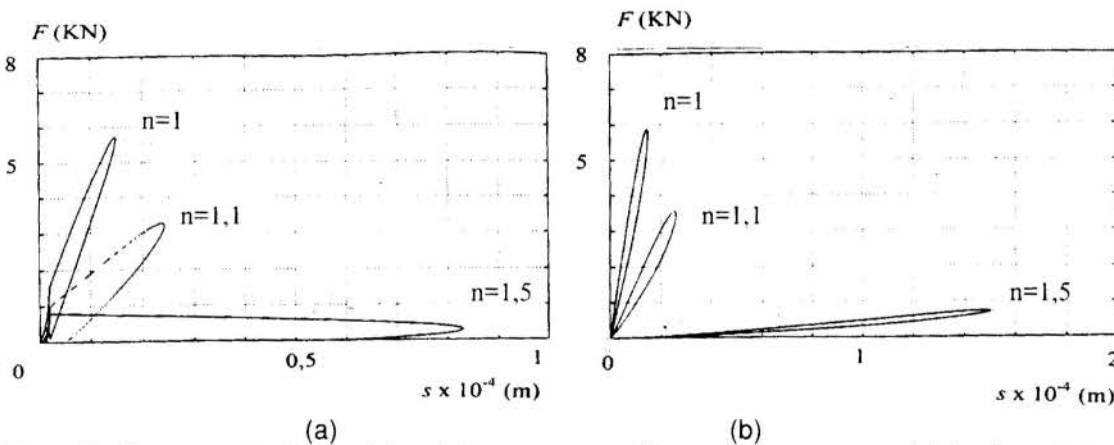 F (KN)
8
5
0
n=1
n=1,1
n=1,5
0,5
1
s x 10⁻⁴ (m)
(a)
F (KN)
8
5
0
n=1
n=1,1
n=1,5
1
2
s x 10⁻⁴ (m)
(b)